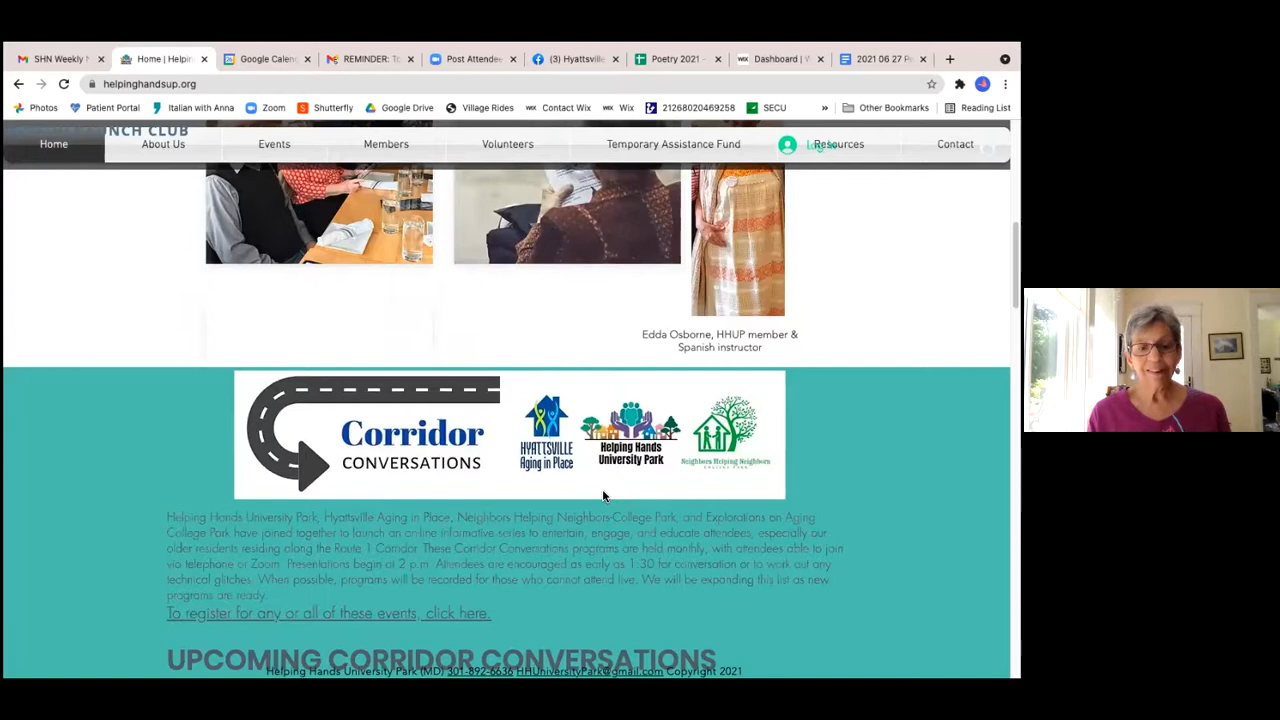 SHN Weekly
Home | Helpin
Google Calen
REMINDER: To
Post Attendee
(3) Hyattsville
Poetry 2021 -
Dashboard | W
2021 06 27 P
helpinghandsup.org
Photos
Patient Portal
Italian with Anna
Zoom
Shutterfly
Google Drive
Village Rides
WIX Contact Wix
WIX Wix
21268020469258
SECU
Other Bookmarks
Reading List
UNCH CLUB
Home
About Us
Events
Members
Volunteers
Temporary Assistance Fund
Log In
Resources
Contact
Edda Osborne, HHUP member &
Spanish instructor
Corridor
CONVERSATIONS
HYATTSVILLE
Aging in Place
Helping Hands
University Park
Neighbors Helping Neighbors
COLLEGE PARK
Helping Hands University Park, Hyattsville Aging in Place, Neighbors Helping Neighbors-College Park, and Explorations on Aging
College Park have joined together to launch an online informative series to entertain, engage, and educate attendees, especially our
older residents residing along the Route 1 Corridor. These Corridor Conversations programs are held monthly, with attendees able to join
via telephone or Zoom. Presentations begin at 2 p.m. Attendees are encouraged as early as 1:30 for conversation or to work out any
technical glitches. When possible, programs will be recorded for those who cannot attend live. We will be expanding this list as new
programs are ready.
To register for any or all of these events, click here.
UPCOMING CORRIDOR CONVERSATIONS
Helping Hands University Park (MD) 301-892-6636 HHUniversityPark@gmail.com Copyright 2021